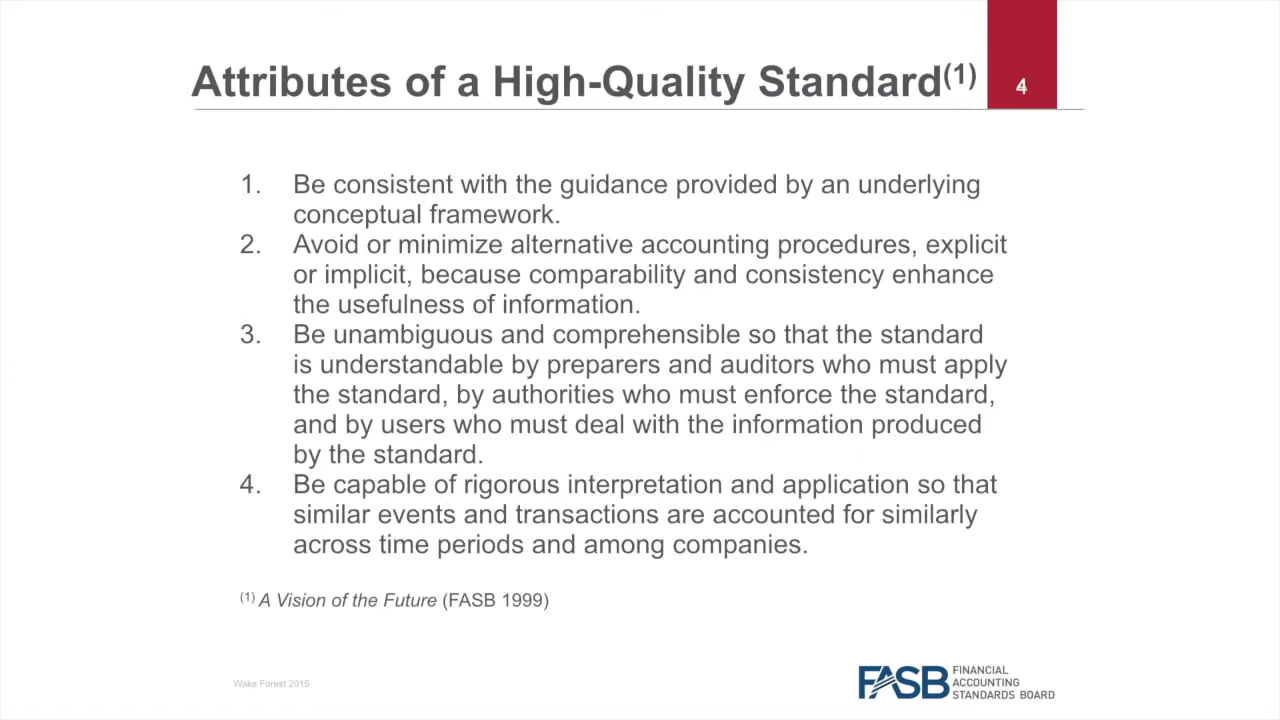 Attributes of a High-Quality Standard(1)
4
1. Be consistent with the guidance provided by an underlying
conceptual framework.
2. Avoid or minimize alternative accounting procedures, explicit
or implicit, because comparability and consistency enhance
the usefulness of information.
3. Be unambiguous and comprehensible so that the standard
is understandable by preparers and auditors who must apply
the standard, by authorities who must enforce the standard,
and by users who must deal with the information produced
by the standard.
4. Be capable of rigorous interpretation and application so that
similar events and transactions are accounted for similarly
across time periods and among companies.
(1) A Vision of the Future (FASB 1999)
Wake Forest 2015
FASB
FINANCIAL
ACCOUNTING
STANDARDS BOARD